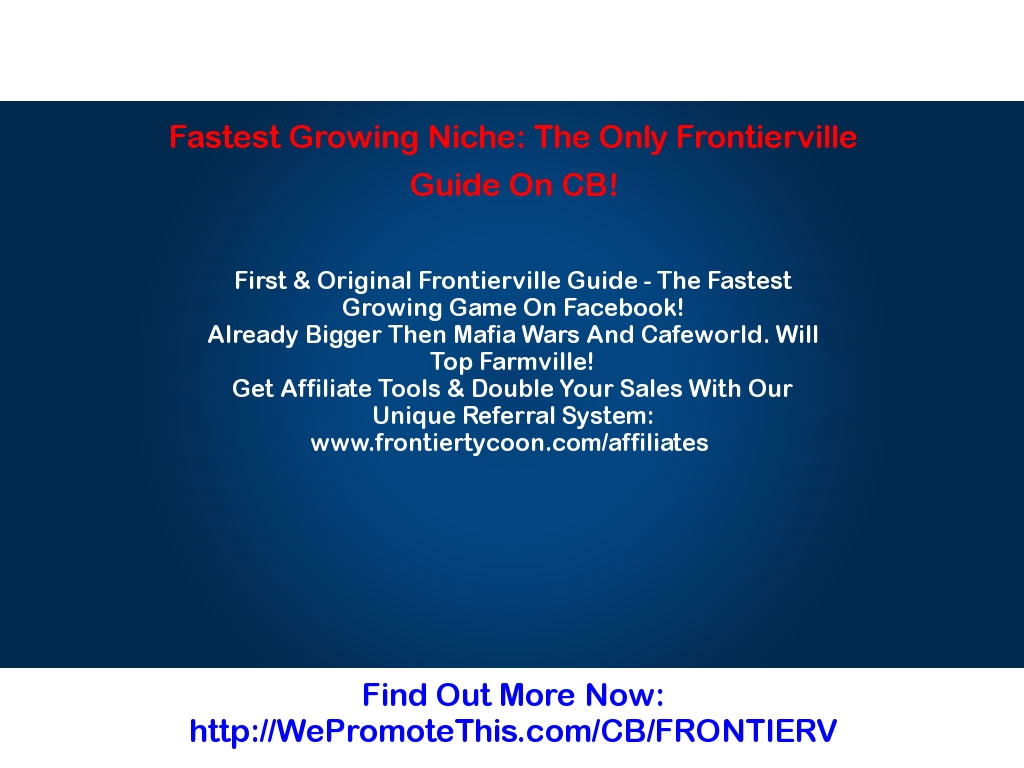 Fastest Growing Niche: The Only Frontierville
Guide On CB!
First & Original Frontierville Guide - The Fastest
Growing Game On Facebook!
Already Bigger Then Mafia Wars And Cafeworld. Will
Top Farmville!
Get Affiliate Tools & Double Your Sales With Our
Unique Referral System:
www.frontiertycoon.com/affiliates
Find Out More Now:
http://WePromoteThis.com/CB/FRONTIERV